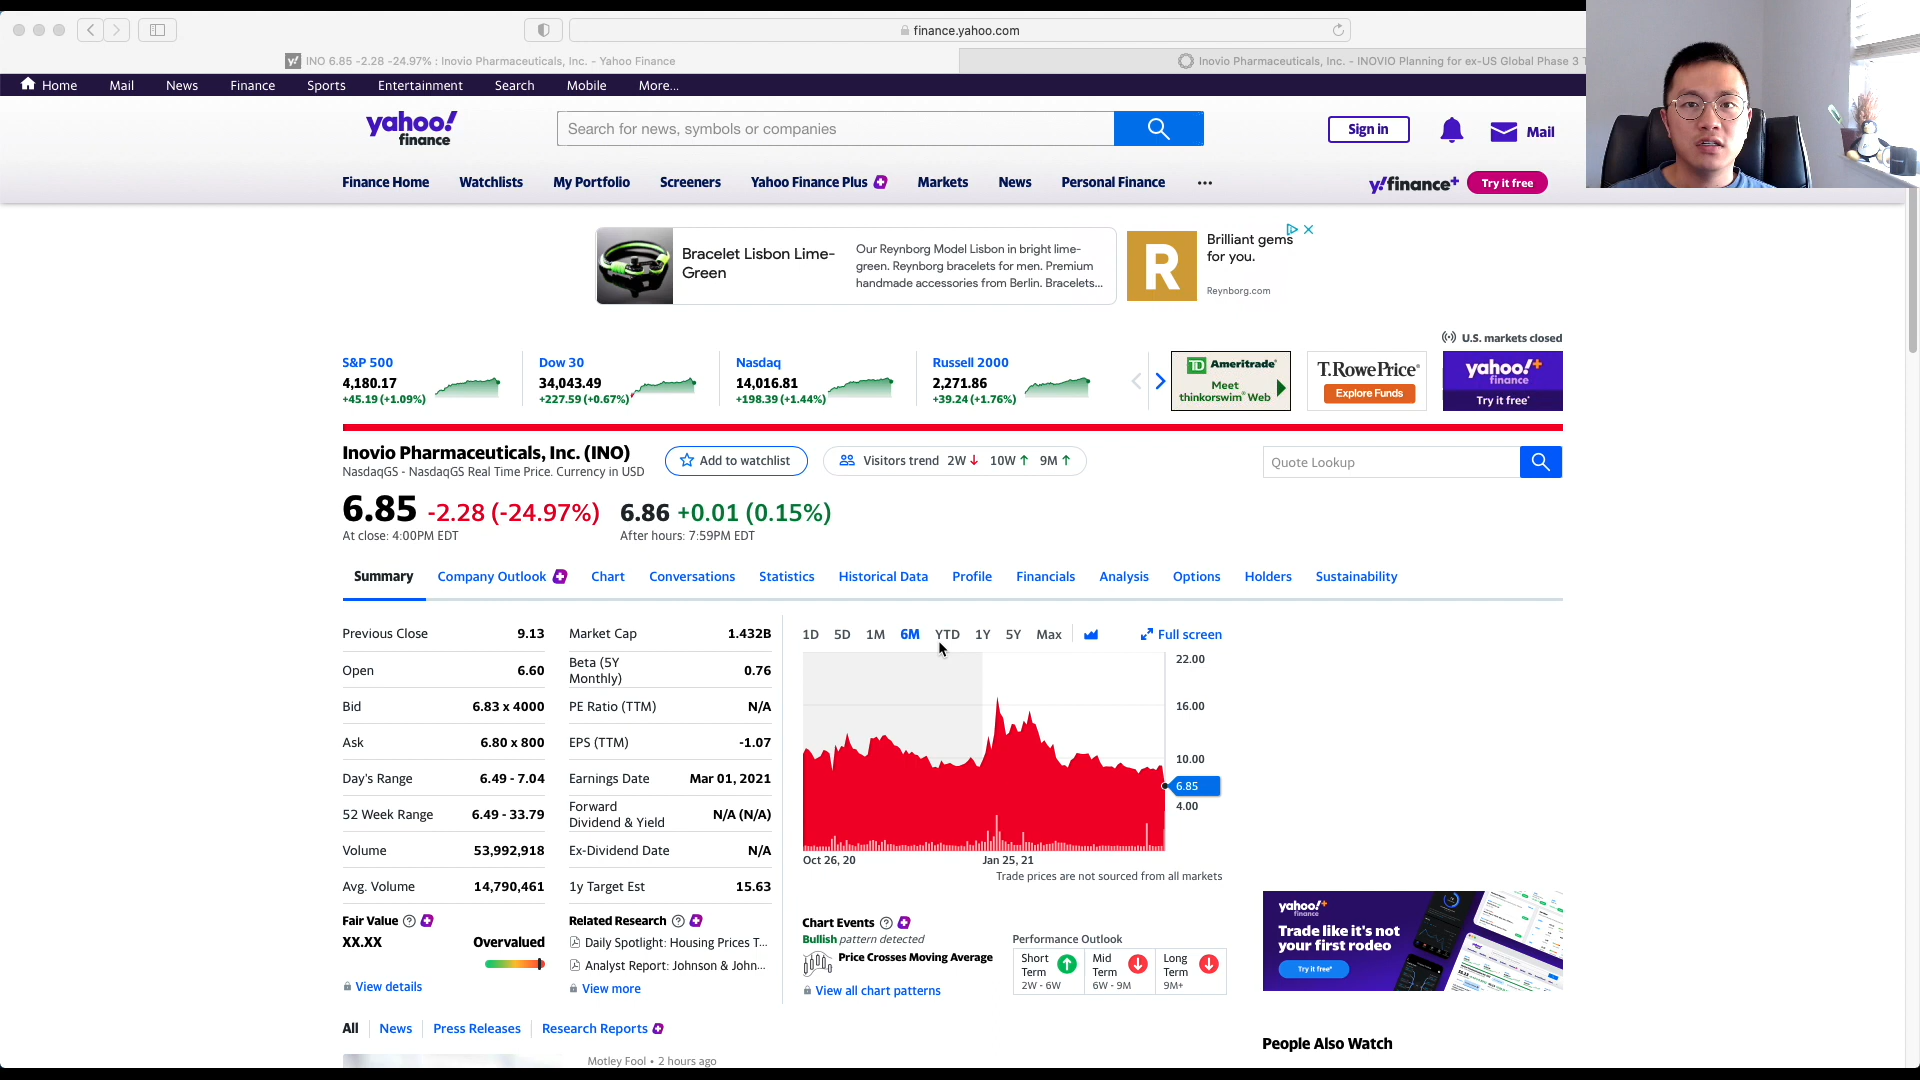 finance.yahoo.com
INO 6.85 -2.28 -24.97% : Inovio Pharmaceuticals, Inc. - Yahoo Finance
Inovio Pharmaceuticals, Inc. - INOVIO Planning for ex-US Global Phase 3 T
Home Mail News Finance Sports Entertainment Search Mobile More...
yahoo!
finance
Search for news, symbols or companies
Sign in
Mail
Finance Home Watchlists My Portfolio Screeners Yahoo Finance Plus Markets News Personal Finance ...
y!finance+ Try it free
Bracelet Lisbon Lime-
Green
Our Reynborg Model Lisbon in bright lime-
green. Reynborg bracelets for men. Premium
handmade accessories from Berlin. Bracelets...
R
Brilliant gems
for you.
Reynborg.com
U.S. markets closed
S&P 500
4,180.17
+45.19 (+1.09%)
Dow 30
34,043.49
+227.59 (+0.67%)
Nasdaq
14,016.81
+198.39 (+1.44%)
Russell 2000
2,271.86
+39.24 (+1.76%)
TD Ameritrade
Meet
thinkorswim® Web
T.RowePrice®
Explore Funds
yahoo!+
finance
Try it free*
Inovio Pharmaceuticals, Inc. (INO)
NasdaqGS - NasdaqGS Real Time Price. Currency in USD
Add to watchlist
Visitors trend 2W 10W 9M
Quote Lookup
6.85 -2.28 (-24.97%)
At close: 4:00PM EDT
6.86 +0.01 (0.15%)
After hours: 7:59PM EDT
Summary Company Outlook Chart Conversations Statistics Historical Data Profile Financials Analysis Options Holders Sustainability
Previous Close 9.13
Open 6.60
Bid 6.83 x 4000
Ask 6.80 x 800
Day's Range 6.49 - 7.04
52 Week Range 6.49 - 33.79
Volume 53,992,918
Avg. Volume 14,790,461
Market Cap 1.432B
Beta (5Y
Monthly) 0.76
PE Ratio (TTM) N/A
EPS (TTM) -1.07
Earnings Date Mar 01, 2021
Forward
Dividend & Yield N/A (N/A)
Ex-Dividend Date N/A
1y Target Est 15.63
1D 5D 1M 6M YTD 1Y 5Y Max
Full screen
22.00
16.00
10.00
6.85
4.00
Oct 26, 20 Jan 25, 21
Trade prices are not sourced from all markets
Fair Value
XX.XX Overvalued
View details
Related Research
Daily Spotlight: Housing Prices T...
Analyst Report: Johnson & John...
View more
Chart Events
Bullish pattern detected
Price Crosses Moving Average
View all chart patterns
Performance Outlook
Short
Term
2W - 6W
Mid
Term
6W - 9M
Long
Term
9M+
yahoo!+
finance
Trade like it's not
your first rodeo
Try it free*
All News Press Releases Research Reports
Motley Fool • 2 hours ago
People Also Watch